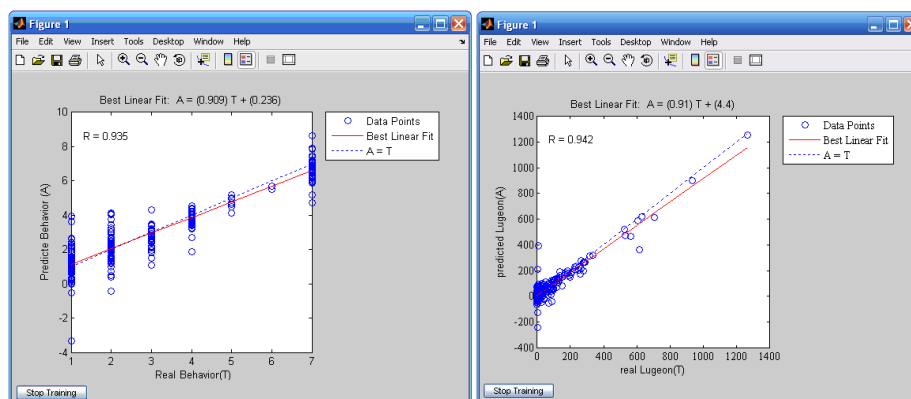 Figure 1
File Edit View Insert Tools Desktop Window Help
Best Linear Fit: A = (0.909) T + (0.236)
R = 0.935
Data Points
Best Linear Fit
A = T
Predicte Behavior (A)
10
8
6
4
2
0
-2
-4
1 2 3 4 5 6 7
Real Behavior(T)
Stop Training
Figure 1
File Edit View Insert Tools Desktop Window Help
Best Linear Fit: A = (0.91) T + (4.4)
R = 0.942
Data Points
Best Linear Fit
A = T
predicted Lugeon(A)
1400
1200
1000
800
600
400
200
0
-200
-400
0 200 400 600 800 1000 1200 1400
real Lugeon(T)
Stop Training